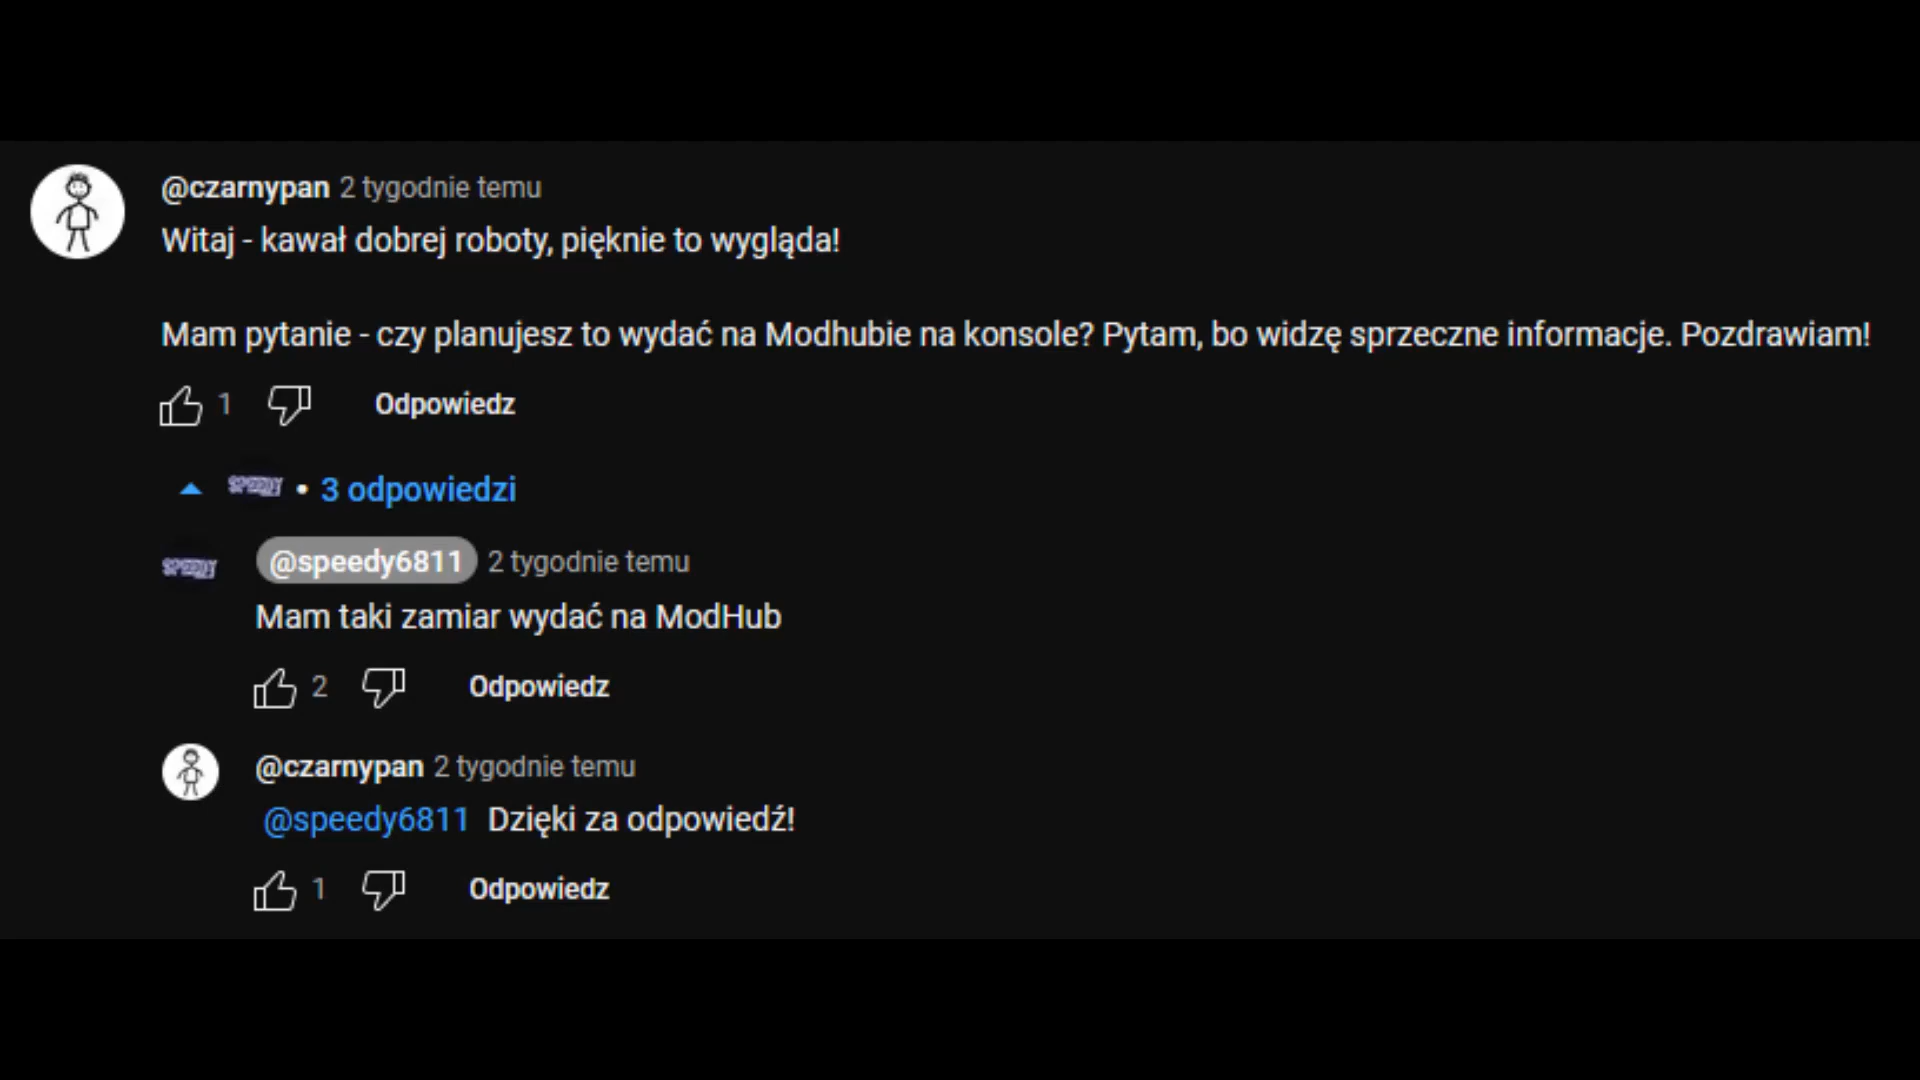 @czarnypan 2 tygodnie temu
Witaj - kawał dobrej roboty, pięknie to wygląda!
Mam pytanie - czy planujesz to wydać na Modhubie na konsole? Pytam, bo widzę sprzeczne informacje. Pozdrawiam!
1 Odpowiedz
SPEEDY • 3 odpowiedzi
SPEEDY @speedy6811 2 tygodnie temu
Mam taki zamiar wydać na ModHub
2 Odpowiedz
@czarnypan 2 tygodnie temu
@speedy6811 Dzięki za odpowiedź!
1 Odpowiedz